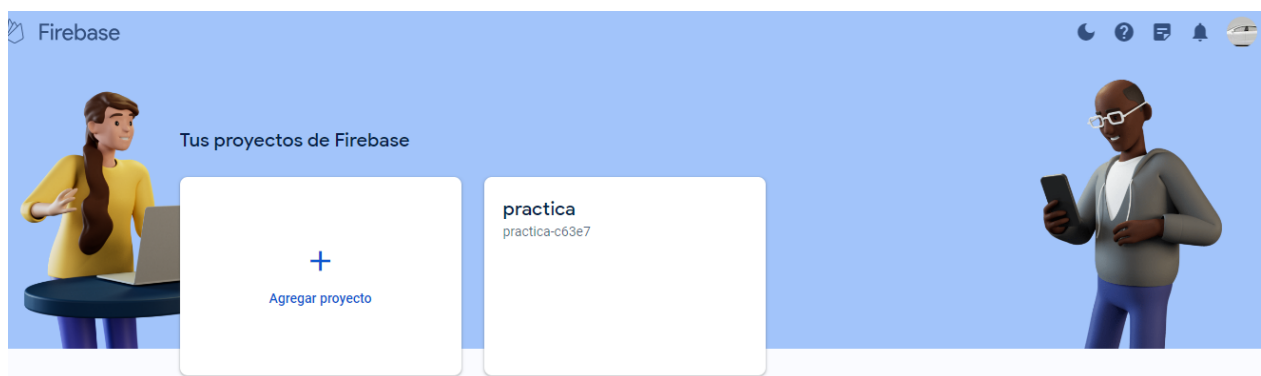 Firebase
Tus proyectos de Firebase
Agregar proyecto
practica
practica-c63e7